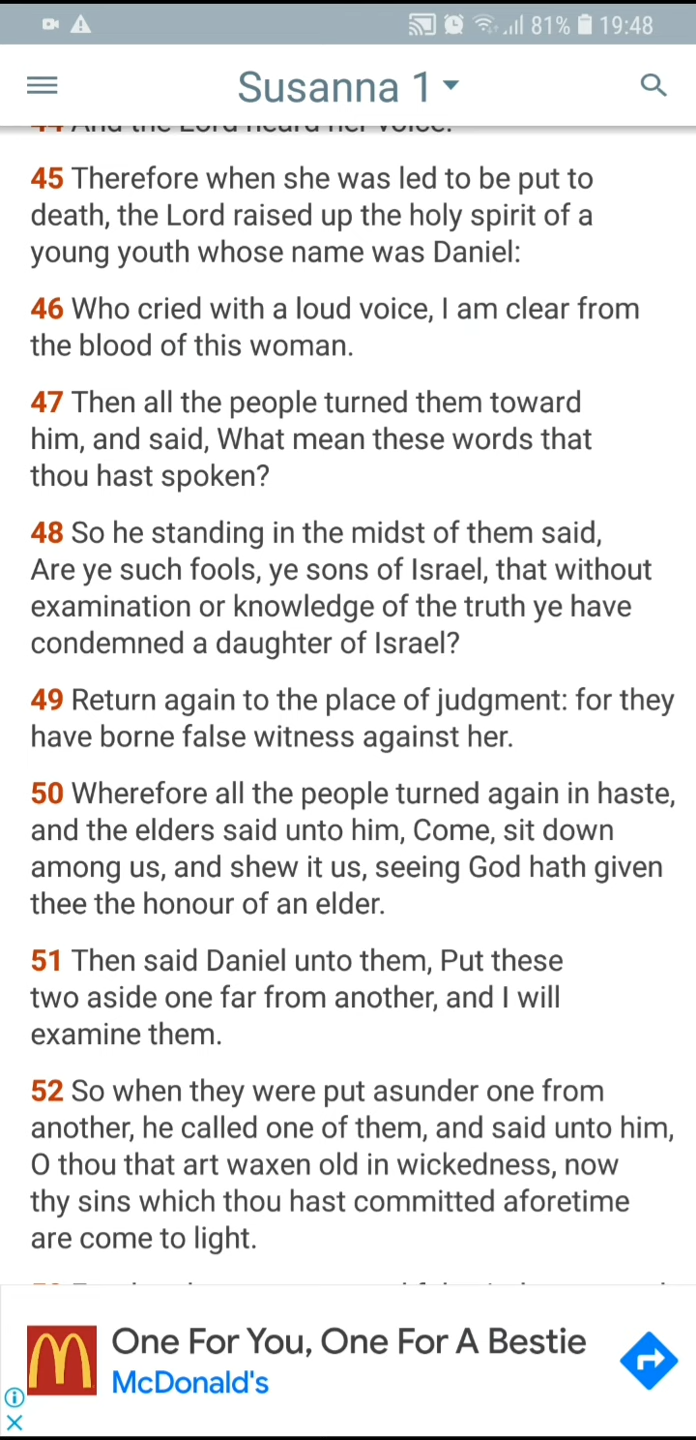 81% 19:48
Susanna 1
44 And the Lord heard her voice.
45 Therefore when she was led to be put to
death, the Lord raised up the holy spirit of a
young youth whose name was Daniel:
46 Who cried with a loud voice, I am clear from
the blood of this woman.
47 Then all the people turned them toward
him, and said, What mean these words that
thou hast spoken?
48 So he standing in the midst of them said,
Are ye such fools, ye sons of Israel, that without
examination or knowledge of the truth ye have
condemned a daughter of Israel?
49 Return again to the place of judgment: for they
have borne false witness against her.
50 Wherefore all the people turned again in haste,
and the elders said unto him, Come, sit down
among us, and shew it us, seeing God hath given
thee the honour of an elder.
51 Then said Daniel unto them, Put these
two aside one far from another, and I will
examine them.
52 So when they were put asunder one from
another, he called one of them, and said unto him,
O thou that art waxen old in wickedness, now
thy sins which thou hast committed aforetime
are come to light.
One For You, One For A Bestie
McDonald's